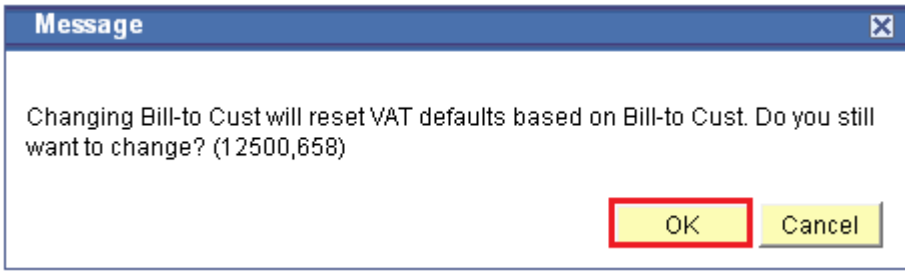 Message
Changing Bill-to Cust will reset VAT defaults based on Bill-to Cust. Do you still
want to change? (12500,658)
OK Cancel